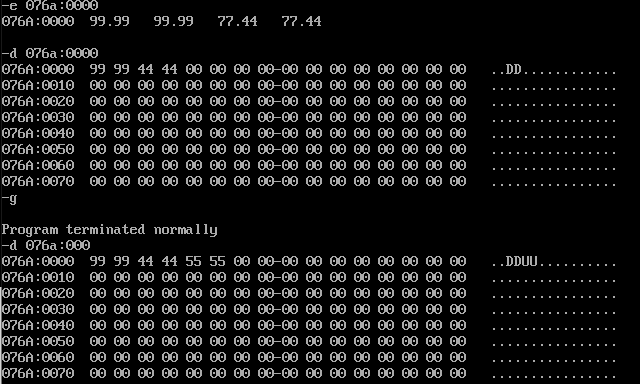 -e 076a:0000
076A:0000  99.99   99.99   77.44   77.44
-d 076a:0000
076A:0000  99 99 44 44 00 00 00 00-00 00 00 00 00 00 00 00   ..DD............
076A:0010  00 00 00 00 00 00 00 00-00 00 00 00 00 00 00 00   ................
076A:0020  00 00 00 00 00 00 00 00-00 00 00 00 00 00 00 00   ................
076A:0030  00 00 00 00 00 00 00 00-00 00 00 00 00 00 00 00   ................
076A:0040  00 00 00 00 00 00 00 00-00 00 00 00 00 00 00 00   ................
076A:0050  00 00 00 00 00 00 00 00-00 00 00 00 00 00 00 00   ................
076A:0060  00 00 00 00 00 00 00 00-00 00 00 00 00 00 00 00   ................
076A:0070  00 00 00 00 00 00 00 00-00 00 00 00 00 00 00 00   ................
-g
Program terminated normally
-d 076a:000
076A:0000  99 99 44 44 55 55 00 00-00 00 00 00 00 00 00 00   ..DDUU..........
076A:0010  00 00 00 00 00 00 00 00-00 00 00 00 00 00 00 00   ................
076A:0020  00 00 00 00 00 00 00 00-00 00 00 00 00 00 00 00   ................
076A:0030  00 00 00 00 00 00 00 00-00 00 00 00 00 00 00 00   ................
076A:0040  00 00 00 00 00 00 00 00-00 00 00 00 00 00 00 00   ................
076A:0050  00 00 00 00 00 00 00 00-00 00 00 00 00 00 00 00   ................
076A:0060  00 00 00 00 00 00 00 00-00 00 00 00 00 00 00 00   ................
076A:0070  00 00 00 00 00 00 00 00-00 00 00 00 00 00 00 00   ................